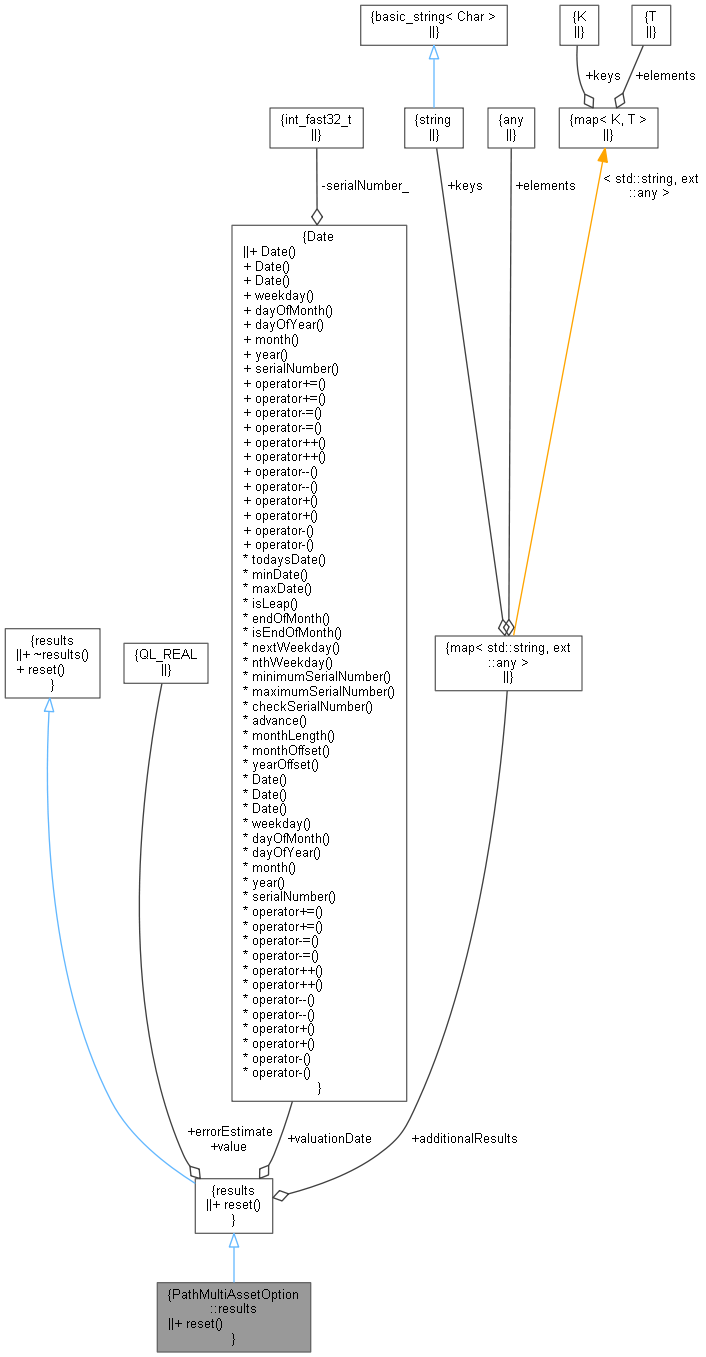 {basic_string< Char >
||}
{K
||}
{T
||}
+keys
+elements
{int_fast32_t
||}
{string
||}
{any
||}
{map< K, T >
||}
-serialNumber_
+keys
+elements
< std::string, ext
::any >
{Date
||+ Date()
+ Date()
+ Date()
+ weekday()
+ dayOfMonth()
+ dayOfYear()
+ month()
+ year()
+ serialNumber()
+ operator+=()
+ operator+=()
+ operator-=()
+ operator-=()
+ operator++()
+ operator++()
+ operator--()
+ operator--()
+ operator+()
+ operator+()
+ operator-()
+ operator-()
* todaysDate()
* minDate()
* maxDate()
* isLeap()
* endOfMonth()
* isEndOfMonth()
* nextWeekday()
* nthWeekday()
* minimumSerialNumber()
* maximumSerialNumber()
* checkSerialNumber()
* advance()
* monthLength()
* monthOffset()
* yearOffset()
* Date()
* Date()
* Date()
* weekday()
* dayOfMonth()
* dayOfYear()
* month()
* year()
* serialNumber()
* operator+=()
* operator+=()
* operator-=()
* operator-=()
* operator++()
* operator++()
* operator--()
* operator--()
* operator+()
* operator+()
* operator-()
* operator-()
}
{results
||+ ~results()
+ reset()
}
{QL_REAL
||}
{map< std::string, ext
::any >
||}
+errorEstimate
+value
+valuationDate
+additionalResults
{results
||+ reset()
}
{PathMultiAssetOption
::results
||+ reset()
}